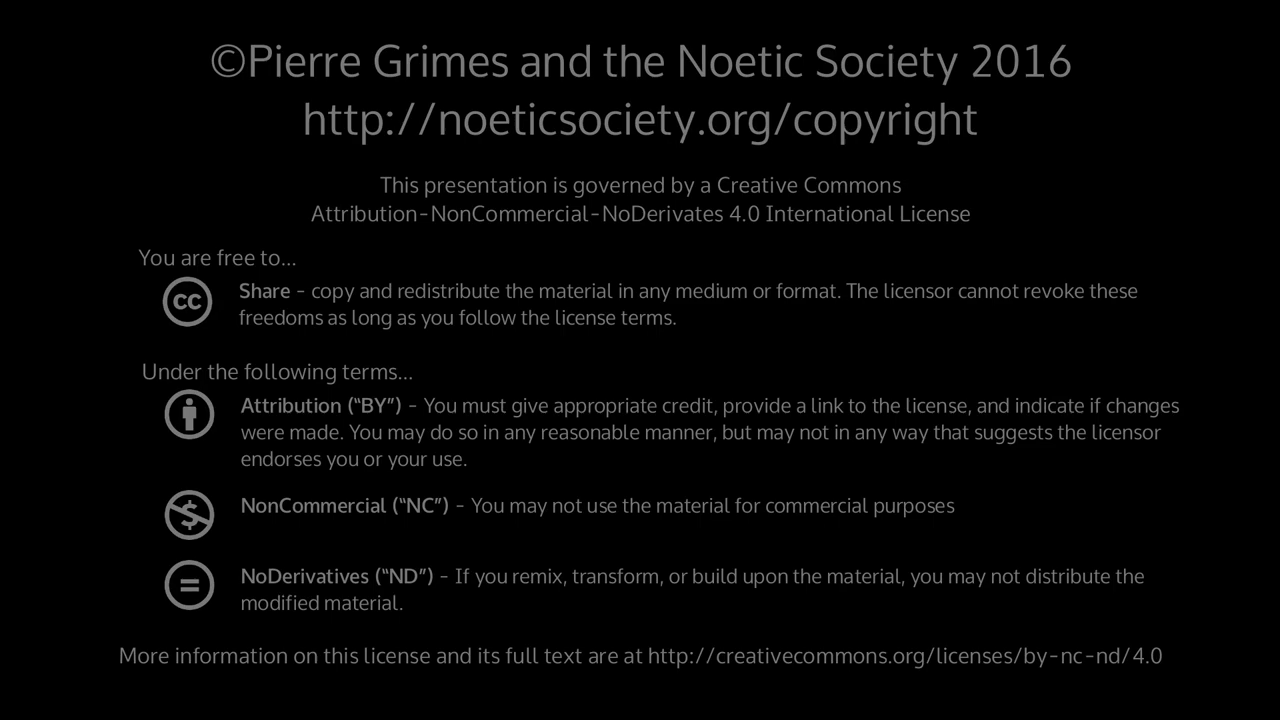 ©Pierre Grimes and the Noetic Society 2016
http://noeticsociety.org/copyright
This presentation is governed by a Creative Commons
Attribution-NonCommercial-NoDerivates 4.0 International License
You are free to...
cc
Share - copy and redistribute the material in any medium or format. The licensor cannot revoke these
freedoms as long as you follow the license terms.
Under the following terms...
Attribution (“BY”) - You must give appropriate credit, provide a link to the license, and indicate if changes
were made. You may do so in any reasonable manner, but may not in any way that suggests the licensor
endorses you or your use.
NonCommercial (“NC”) - You may not use the material for commercial purposes
NoDerivatives (“ND”) - If you remix, transform, or build upon the material, you may not distribute the
modified material.
More information on this license and its full text are at http://creativecommons.org/licenses/by-nc-nd/4.0